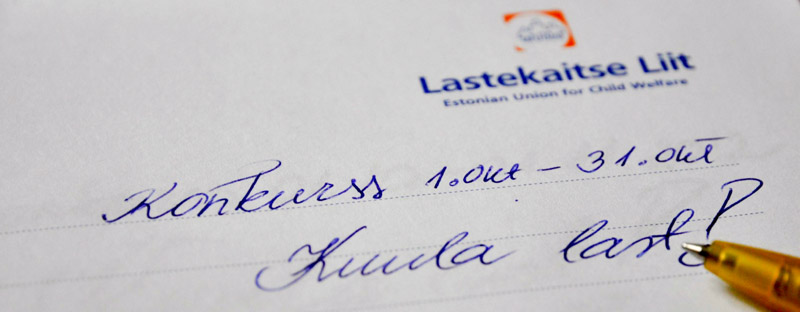 Lastekaitse Liit
Estonian Union for Child Welfare
Konkurss 1.okt - 31.okt
Kuula last!